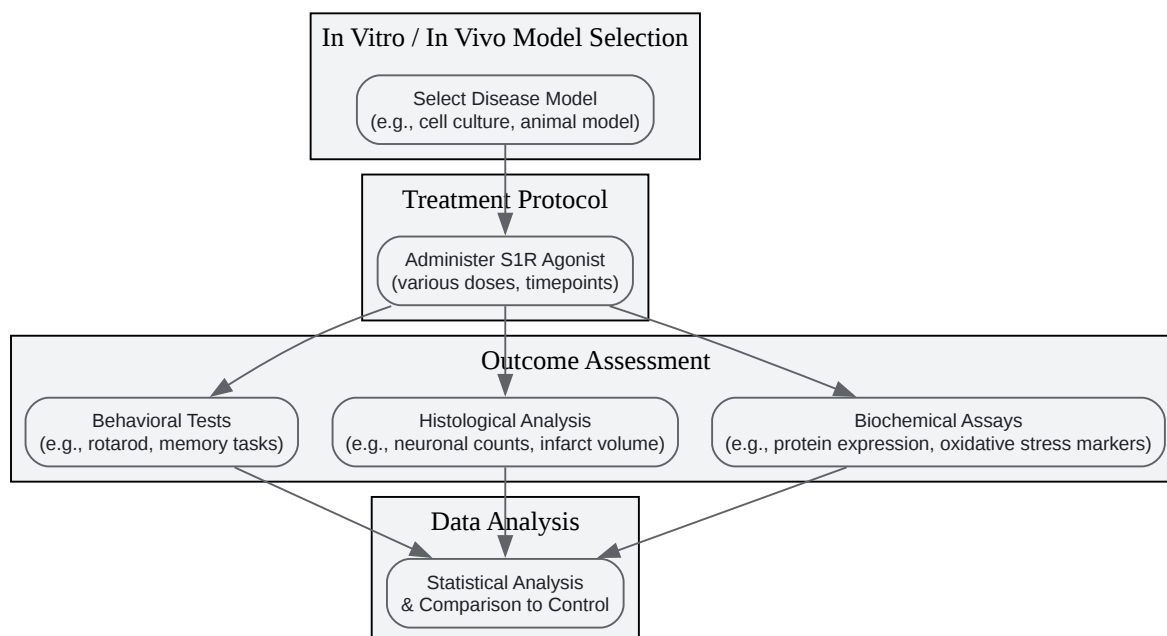 In Vitro / In Vivo Model Selection
Select Disease Model
(e.g., cell culture, animal model)
Treatment Protocol
Administer S1R Agonist
(various doses, timepoints)
Outcome Assessment
Behavioral Tests
(e.g., rotarod, memory tasks)
Histological Analysis
(e.g., neuronal counts, infarct volume)
Biochemical Assays
(e.g., protein expression, oxidative stress markers)
Data Analysis
Statistical Analysis
& Comparison to Control